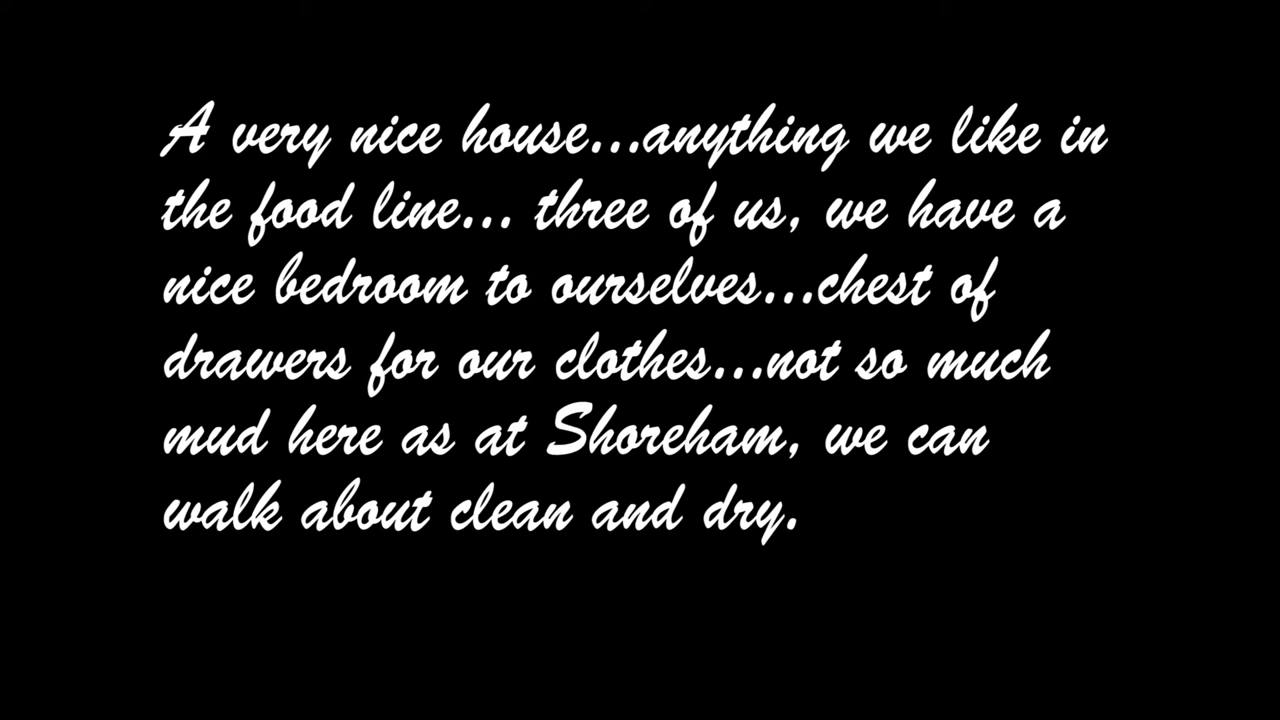 A very nice house...anything we like in
the food line... three of us, we have a
nice bedroom to ourselves...chest of
drawers for our clothes...not so much
mud here as at Shoreham, we can
walk about clean and dry.